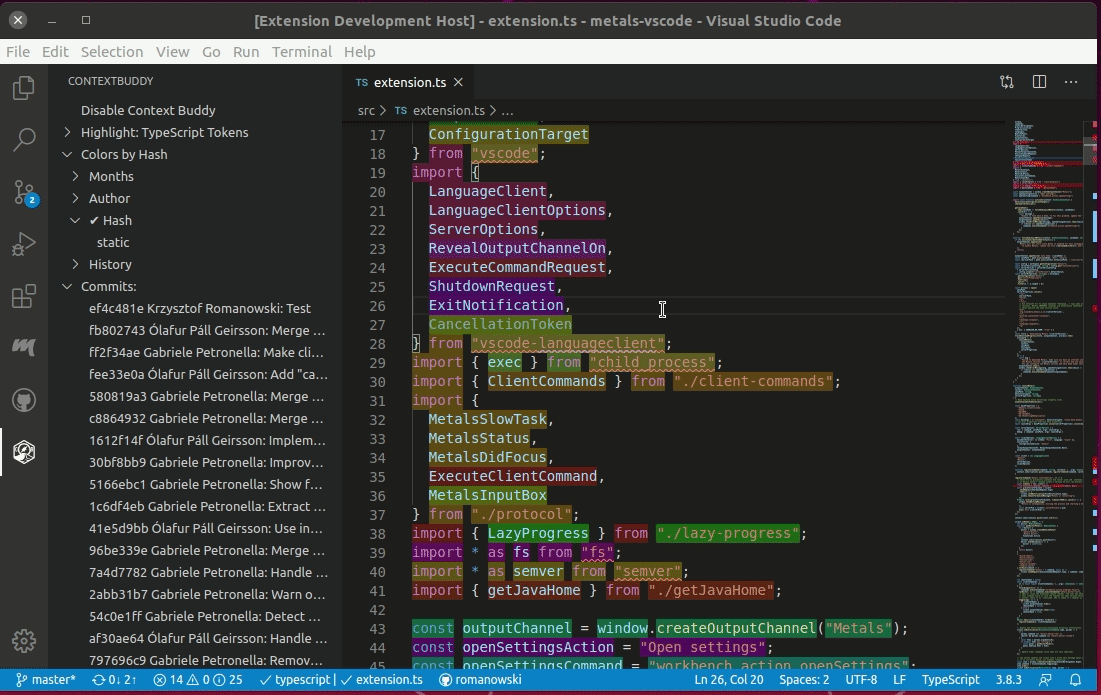 [Extension Development Host] - extension.ts - metals-vscode - Visual Studio Code
File Edit Selection View Go Run Terminal Help
CONTEXTBUDDY
Disable Context Buddy
Highlight: TypeScript Tokens
Colors by Hash
Months
Author
✔ Hash
static
History
Commits:
ef4c481e Krzysztof Romanowski: Test
fb802743 Ólafur Páll Geirsson: Merge ...
ff2f34ae Gabriele Petronella: Make cli...
fee33e0a Ólafur Páll Geirsson: Add "ca...
580819a3 Gabriele Petronella: Merge ...
c8864932 Gabriele Petronella: Merge ...
1612f14f Ólafur Páll Geirsson: Implem...
30bf8bb9 Gabriele Petronella: Improv...
5166ebc1 Gabriele Petronella: Show f...
1c6df4eb Gabriele Petronella: Extract ...
41e5d9bb Ólafur Páll Geirsson: Use in...
96be339e Gabriele Petronella: Merge ...
7a4d7782 Gabriele Petronella: Handle ...
2abb31b7 Gabriele Petronella: Warn o...
54c0e1ff Gabriele Petronella: Detect ...
af30ae64 Ólafur Páll Geirsson: Handle ...
797696c9 Gabriele Petronella: Remov...
2
TS extension.ts
src > TS extension.ts > ...
17 ConfigurationTarget
18 } from "vscode";
19 import {
20 LanguageClient,
21 LanguageClientOptions,
22 ServerOptions,
23 RevealOutputChannelOn,
24 ExecuteCommandRequest,
25 ShutdownRequest,
26 ExitNotification,
27 CancellationToken
28 } from "vscode-languageclient";
29 import { exec } from "child_process";
30 import { ClientCommands } from "./client-commands";
31 import {
32 MetalsSlowTask,
33 MetalsStatus,
34 MetalsDidFocus,
35 ExecuteClientCommand,
36 MetalsInputBox
37 } from "./protocol";
38 import { LazyProgress } from "./lazy-progress";
39 import * as fs from "fs";
40 import * as semver from "semver";
41 import { getJavaHome } from "./getJavaHome";
42
43 const outputChannel = window.createOutputChannel("Metals");
44 const openSettingsAction = "Open settings";
45 const openSettingsCommand = "workbench.action.openSettings";
master* 0↓ 2↑ 14 0 25 typescript | extension.ts romanowski Ln 26, Col 20 Spaces: 2 UTF-8 LF TypeScript 3.8.3